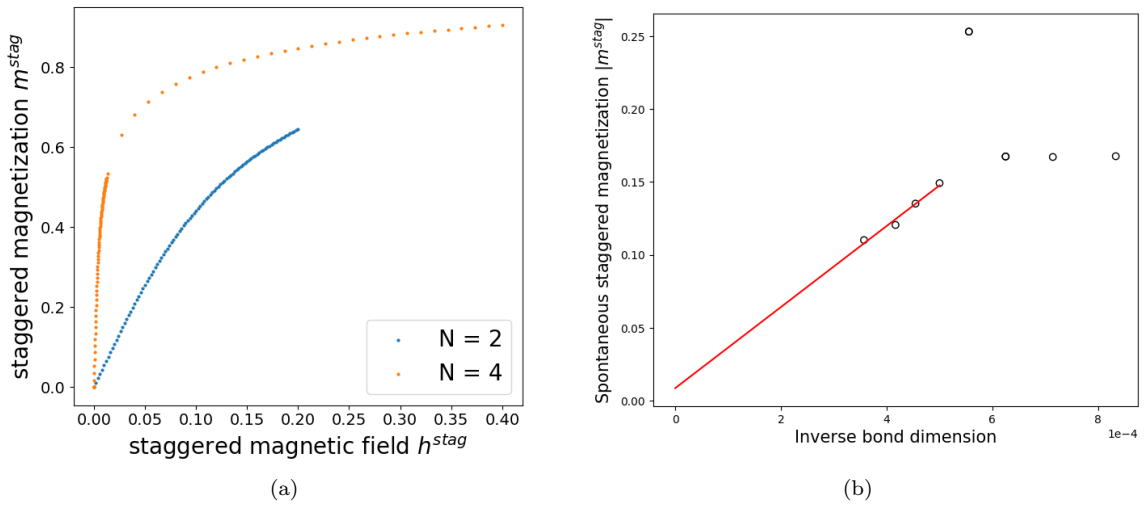 staggered magnetization m^stag
0.8
0.6
0.4
0.2
0.0
N = 2
N = 4
0.00 0.05 0.10 0.15 0.20 0.25 0.30 0.35 0.40
staggered magnetic field h^stag
(a)
Spontaneous staggered magnetization |m^stag|
0.25
0.20
0.15
0.10
0.05
0.00
0 2 4 6 8
1e−4
Inverse bond dimension
(b)